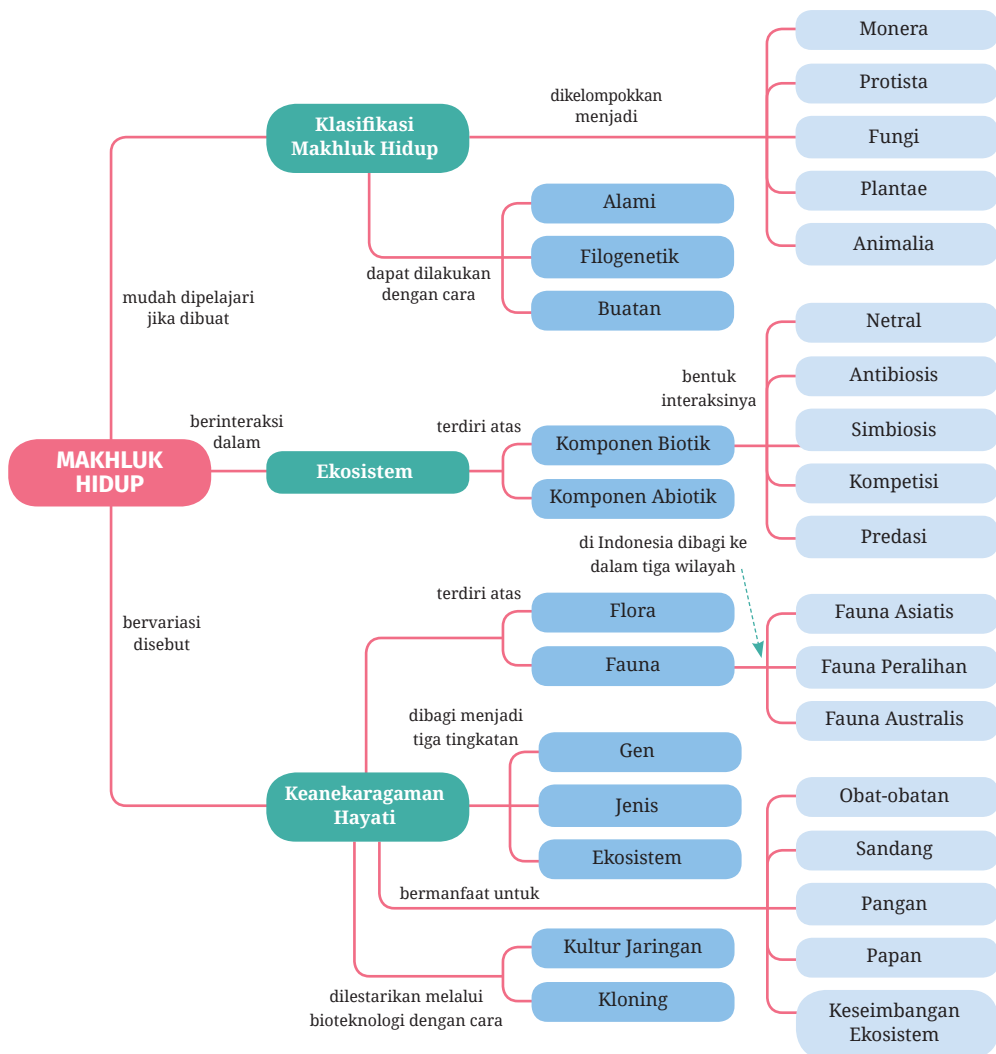 MAKHLUK
HIDUP
mudah dipelajari
jika dibuat
Klasifikasi
Makhluk Hidup
dikelompokkan
menjadi
Monera
Protista
Fungi
Plantae
Animalia
dapat dilakukan
dengan cara
Alami
Filogenetik
Buatan
berinteraksi
dalam
Ekosistem
terdiri atas
Komponen Biotik
Komponen Abiotik
bentuk
interaksinya
Netral
Antibiosis
Simbiosis
Kompetisi
Predasi
bervariasi
disebut
Keanekaragaman
Hayati
terdiri atas
Flora
Fauna
di Indonesia dibagi ke
dalam tiga wilayah
Fauna Asiatis
Fauna Peralihan
Fauna Australis
dibagi menjadi
tiga tingkatan
Gen
Jenis
Ekosistem
bermanfaat untuk
Obat-obatan
Sandang
Pangan
Papan
Keseimbangan
Ekosistem
dilestarikan melalui
bioteknologi dengan cara
Kultur Jaringan
Kloning